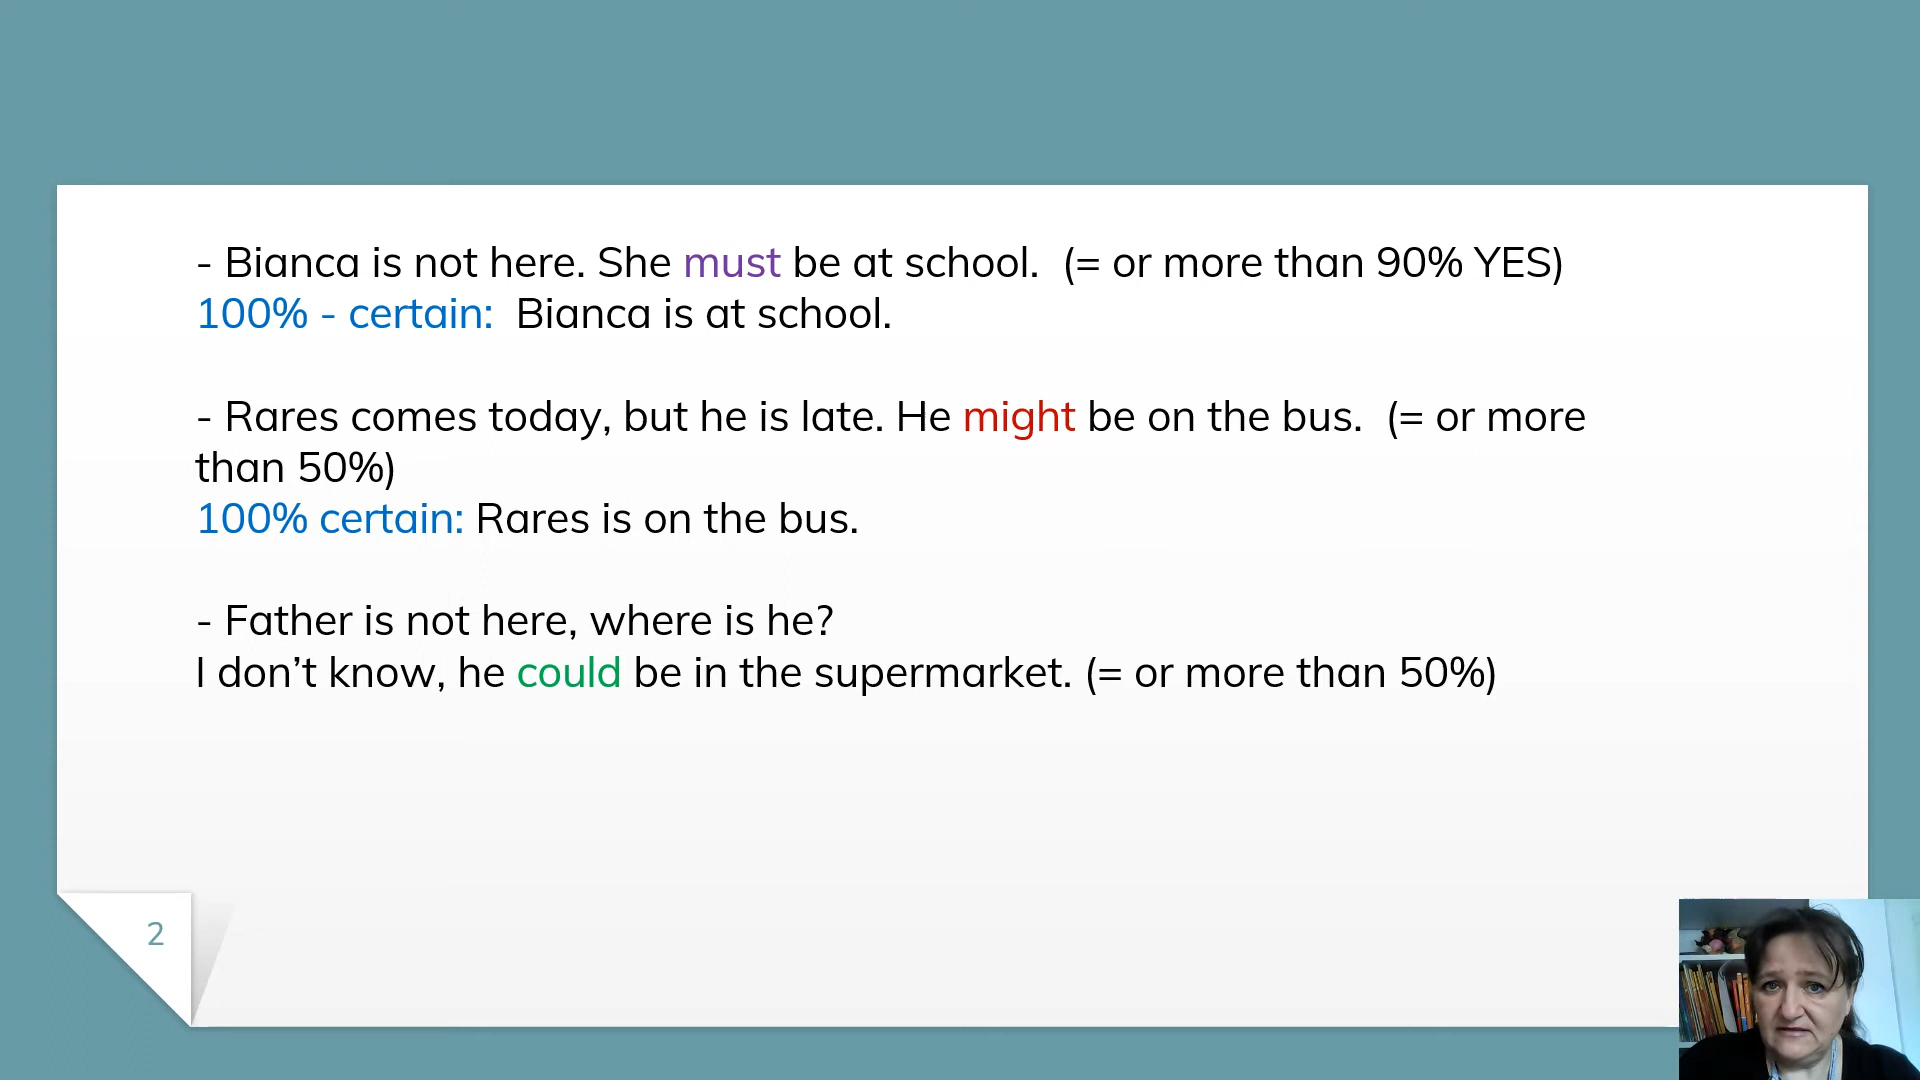 - Bianca is not here. She must be at school.  (= or more than 90% YES)
100% - certain:  Bianca is at school.
- Rares comes today, but he is late. He might be on the bus.  (= or more
than 50%)
100% certain: Rares is on the bus.
- Father is not here, where is he?
I don’t know, he could be in the supermarket. (= or more than 50%)
2